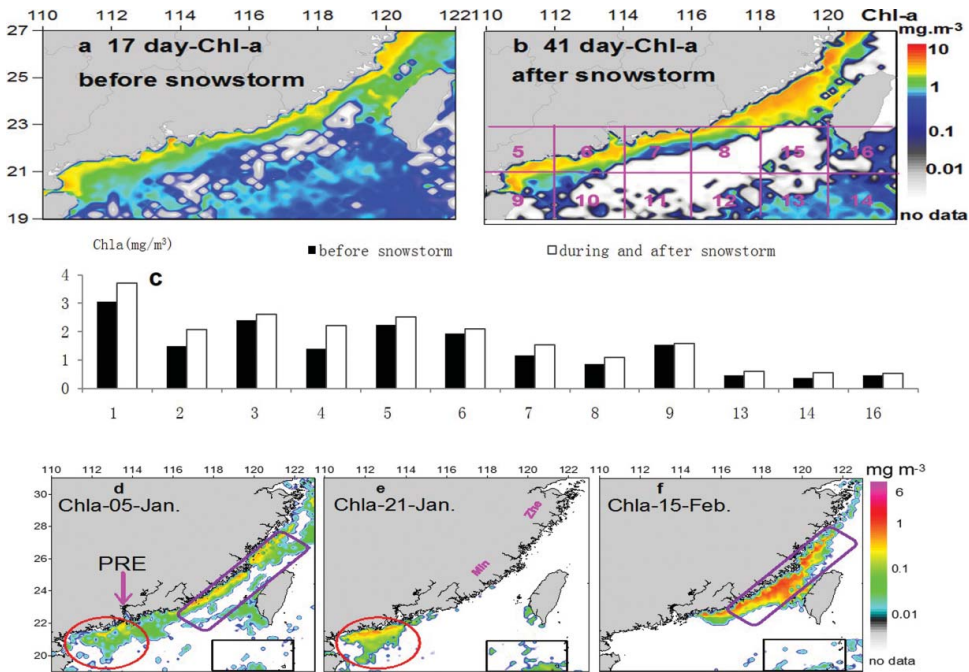 110 112 114 116 118 120 122
110 112 114 116 118 120 Chl-a
mg.m-3
27
25
23
21
19
a 17 day-Chl-a
before snowstorm
b 41 day-Chl-a
after snowstorm
5 6 7 8 15 16
9 10 11 12 13 14
10
1
0.1
0.01
no data
Chla(mg/m³)
■before snowstorm □during and after snowstorm
c
4
3
2
1
0
1 2 3 4 5 6 7 8 9 13 14 16
110 112 114 116 118 120 122
110 112 114 116 118 120 122
110 112 114 116 118 120 122
mg m-3
30
28
26
24
22
20
d
Chla-05-Jan.
PRE
e
Chla-21-Jan.
Zhe
Min
f
Chla-15-Feb.
6
1
0.1
0.01
no data